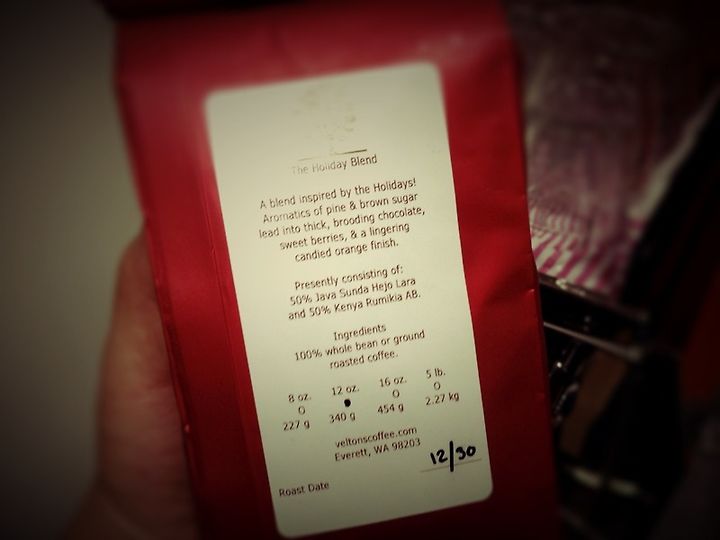 The Holiday Blend
A blend inspired by the Holidays!
Aromatics of pine & brown sugar
lead into thick, brooding chocolate,
sweet berries, & a lingering
candied orange finish.
Presently consisting of:
50% Java Sunda Hejo Lara
and 50% Kenya Rumikia AB.
Ingredients
100% whole bean or ground
roasted coffee.
8 oz. 12 oz. 16 oz. 5 lb.
227 g 340 g 454 g 2.27 kg
veltonscoffee.com
Everett, WA 98203
Roast Date 12/30